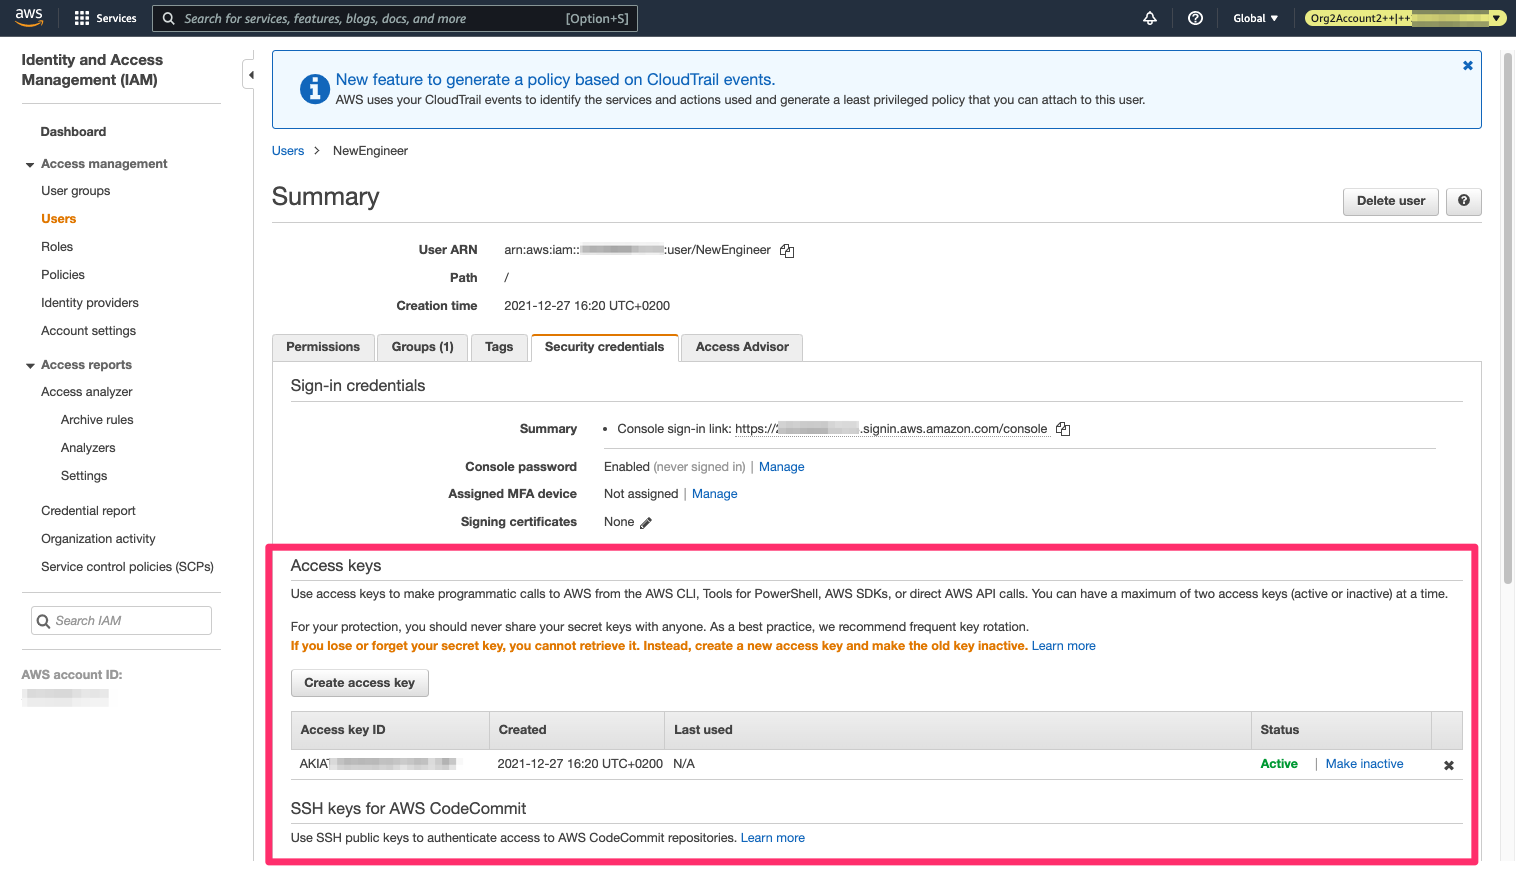 aws
Services
Search for services, features, blogs, docs, and more
[Option+S]
Global
Org2Account2++|++
Identity and Access
Management (IAM)
Dashboard
Access management
User groups
Users
Roles
Policies
Identity providers
Account settings
Access reports
Access analyzer
Archive rules
Analyzers
Settings
Credential report
Organization activity
Service control policies (SCPs)
Search IAM
AWS account ID:
New feature to generate a policy based on CloudTrail events.
AWS uses your CloudTrail events to identify the services and actions used and generate a least privileged policy that you can attach to this user.
Users > NewEngineer
Summary
Delete user
User ARN arn:aws:iam:: :user/NewEngineer
Path /
Creation time 2021-12-27 16:20 UTC+0200
Permissions Groups (1) Tags Security credentials Access Advisor
Sign-in credentials
Summary • Console sign-in link: https://2 .signin.aws.amazon.com/console
Console password Enabled (never signed in) | Manage
Assigned MFA device Not assigned | Manage
Signing certificates None
Access keys
Use access keys to make programmatic calls to AWS from the AWS CLI, Tools for PowerShell, AWS SDKs, or direct AWS API calls. You can have a maximum of two access keys (active or inactive) at a time.
For your protection, you should never share your secret keys with anyone. As a best practice, we recommend frequent key rotation.
If you lose or forget your secret key, you cannot retrieve it. Instead, create a new access key and make the old key inactive. Learn more
Create access key
Access key ID Created Last used Status
AKIAT 2021-12-27 16:20 UTC+0200 N/A Active | Make inactive
SSH keys for AWS CodeCommit
Use SSH public keys to authenticate access to AWS CodeCommit repositories. Learn more